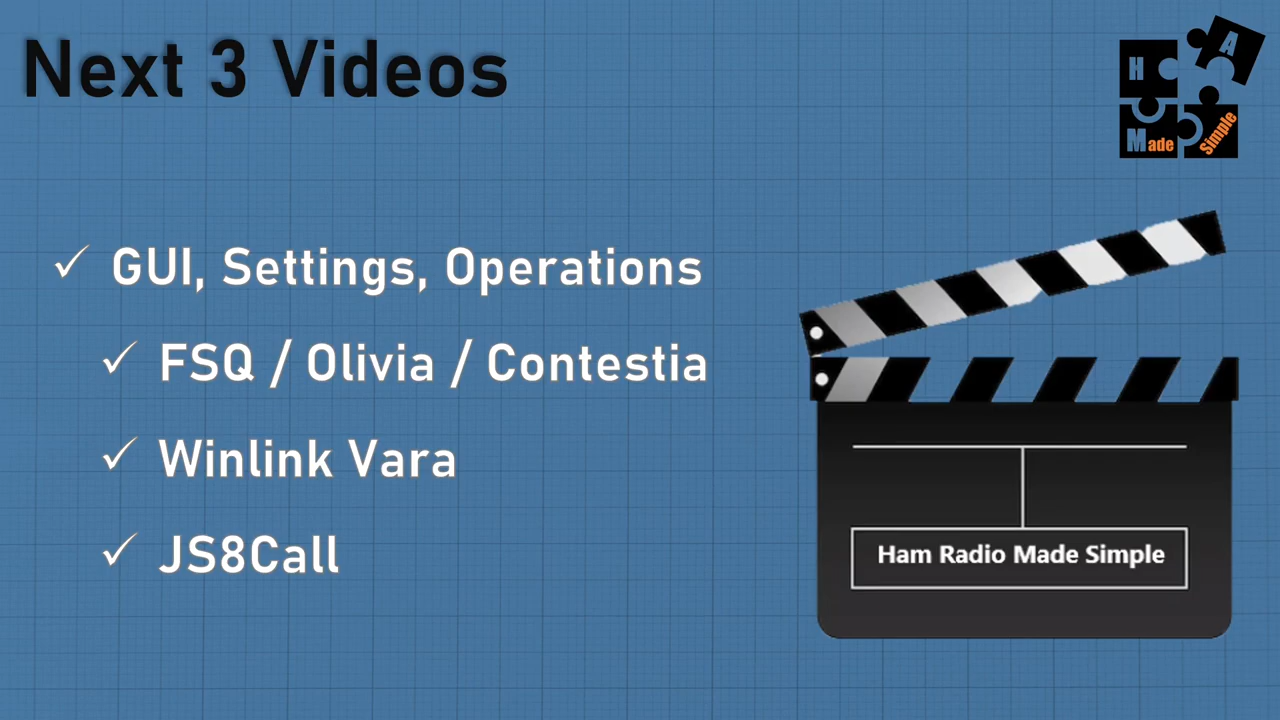 Next 3 Videos
H A
Made Simple
GUI, Settings, Operations
FSQ / Olivia / Contestia
Winlink Vara
JS8Call
Ham Radio Made Simple